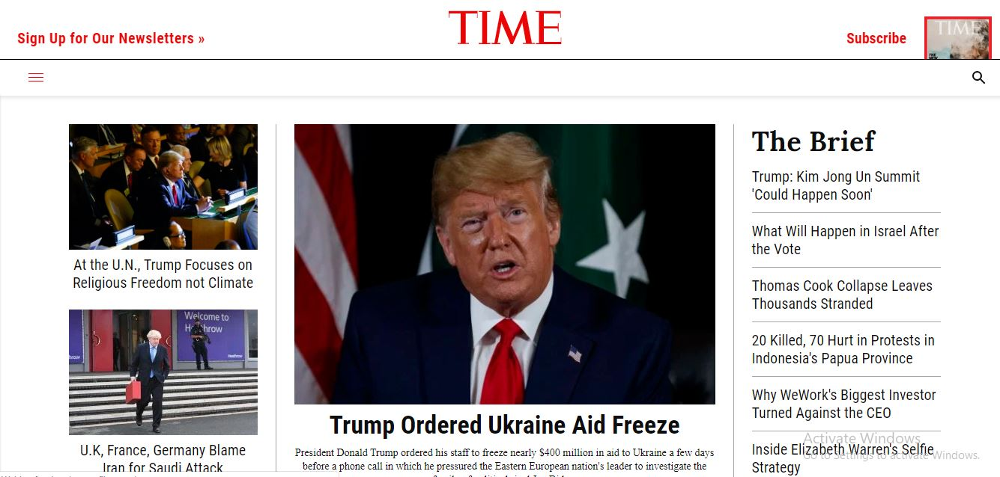 Sign Up for Our Newsletters »
TIME
Subscribe
TIME
At the U.N., Trump Focuses on
Religious Freedom not Climate
Welcome to
Heathrow
Heathrow
U.K, France, Germany Blame
Iran for Saudi Attack
Trump Ordered Ukraine Aid Freeze
President Donald Trump ordered his staff to freeze nearly $400 million in aid to Ukraine a few days
before a phone call in which he pressured the Eastern European nation's leader to investigate the
The Brief
Trump: Kim Jong Un Summit
'Could Happen Soon'
What Will Happen in Israel After
the Vote
Thomas Cook Collapse Leaves
Thousands Stranded
20 Killed, 70 Hurt in Protests in
Indonesia's Papua Province
Why WeWork's Biggest Investor
Turned Against the CEO
Inside Elizabeth Warren's Selfie
Strategy
Activate Windows
Go to Settings to activate Windows.